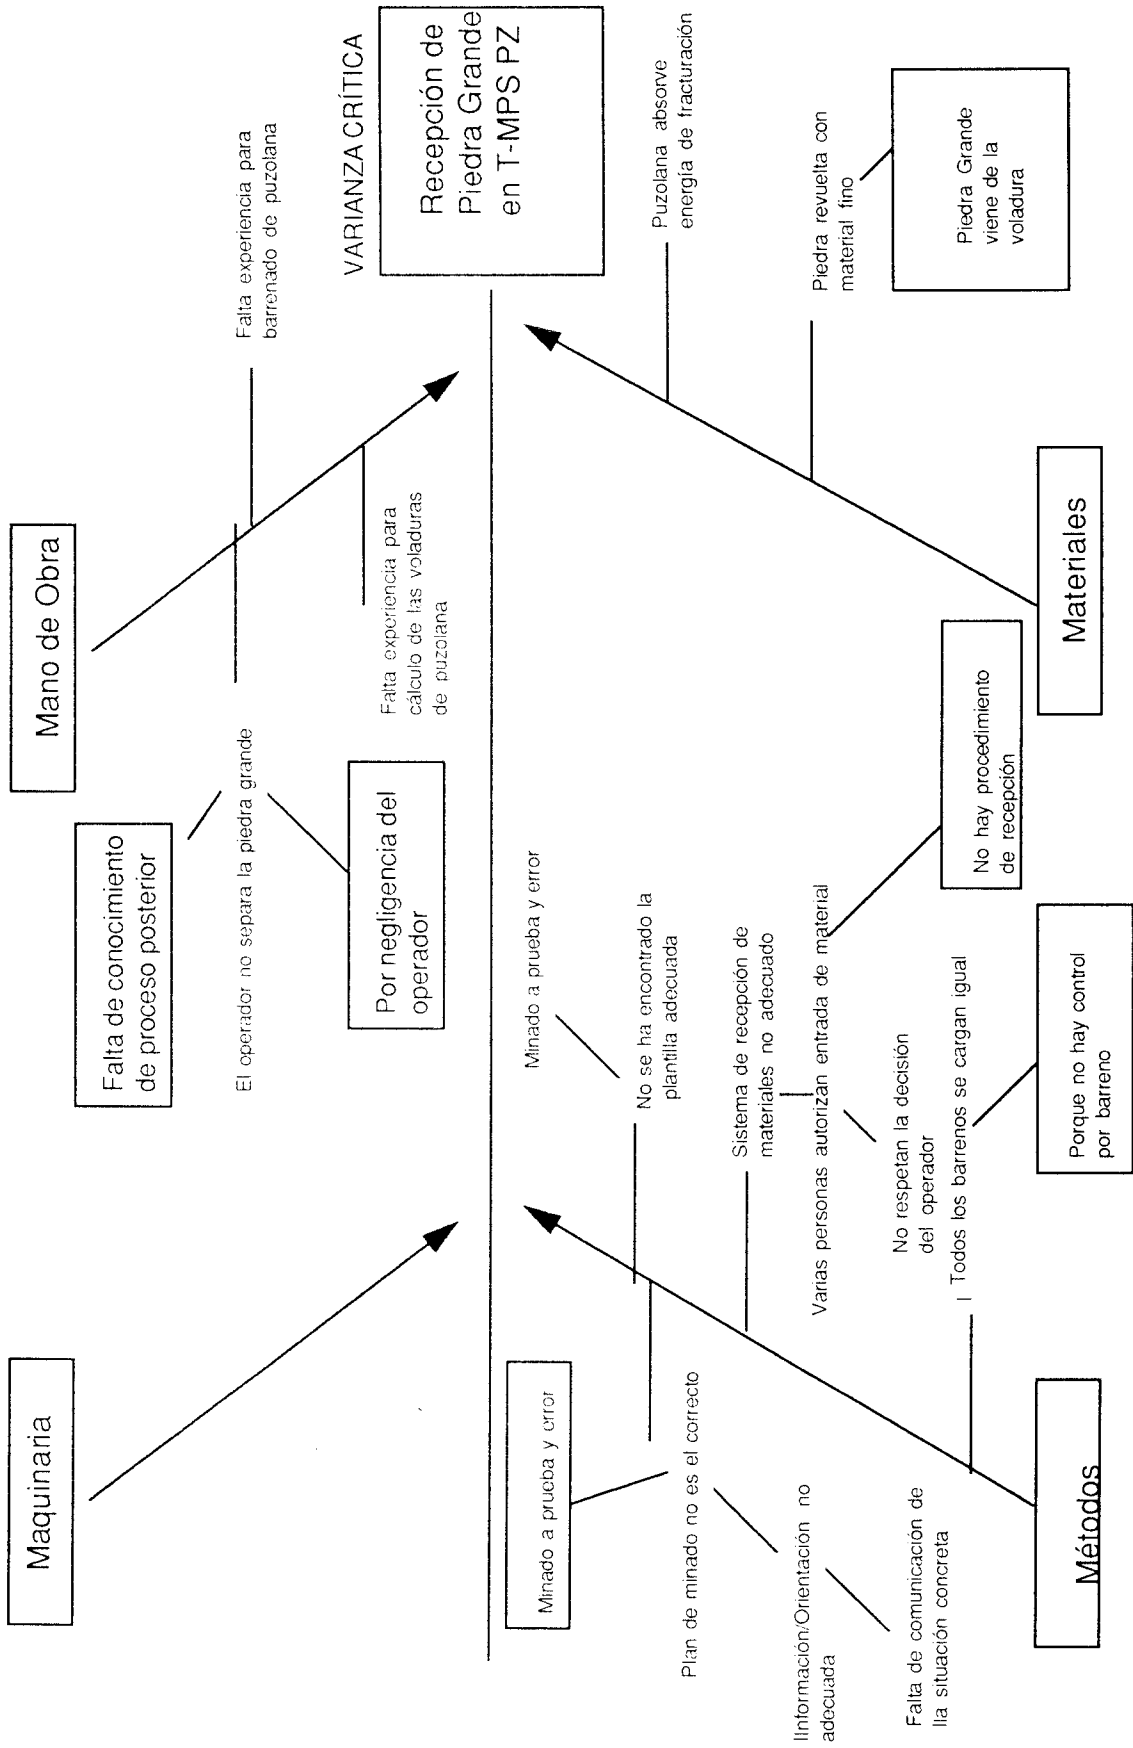 Maquinaria
Mano de Obra
Falta de conocimiento
de proceso posterior
El operador no separa la piedra grande
Por negligencia del
operador
Falta experiencia para
barrenado de puzolana
Falta experiencia para
cálculo de las voladuras
de puzolana
VARIANZA CRÍTICA
Recepción de
Piedra Grande
en T-MPS PZ
Minado a prueba y error
Plan de minado no es el correcto
IInformación/Orientación no
adecuada
Falta de comunicación de
lla situación concreta
Métodos
Minado a prueba y error
No se ha encontrado la
plantilla adecuada
Sistema de recepción de
materiales no adecuado
Varias personas autorizan entrada de material
No respetan la decisión
del operador
Todos los barrenos se cargan igual
No hay procedimiento
de recepción
Porque no hay control
por barreno
Puzolana absorve
energía de fracturación
Piedra revuelta con
material fino
Piedra Grande
viene de la
voladura
Materiales